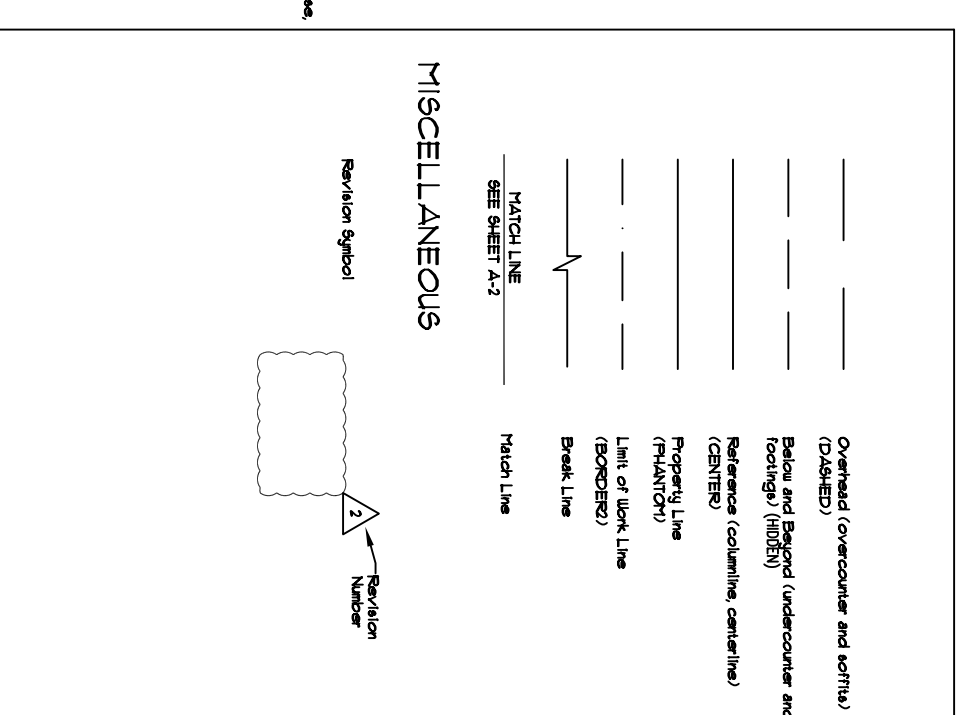 Overhead (overcounter and soffits)
(DASHED)
Below and Beyond (undercounter and
footings) (HIDDEN)
Reference (columnline, centerline)
(CENTER)
Property Line
(PHANTOM)
Limit of Work Line
(BORDER2)
Break Line
MATCH LINE
SEE SHEET A-2
Match Line
MISCELLANEOUS
Revision Symbol
2
Revision
Number